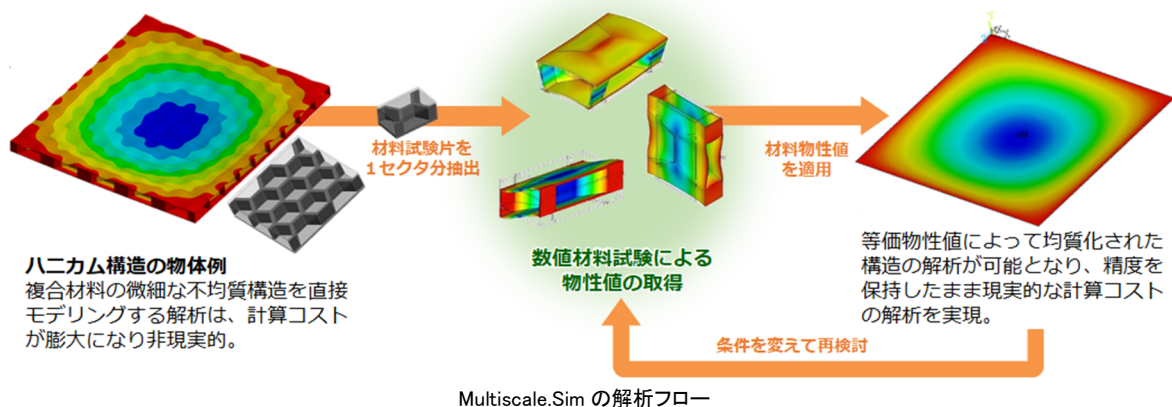 材料試験片を
１セクタ分抽出
材料物性値
を適用
ハニカム構造の物体例
複合材料の微細な不均質構造を直接
モデリングする解析は、計算コスト
が膨大になり非現実的。
数値材料試験による
物性値の取得
等価物性値によって均質化された
構造の解析が可能となり、精度を
保持したまま現実的な計算コスト
の解析を実現。
条件を変えて再検討
Multiscale.Sim の解析フロー